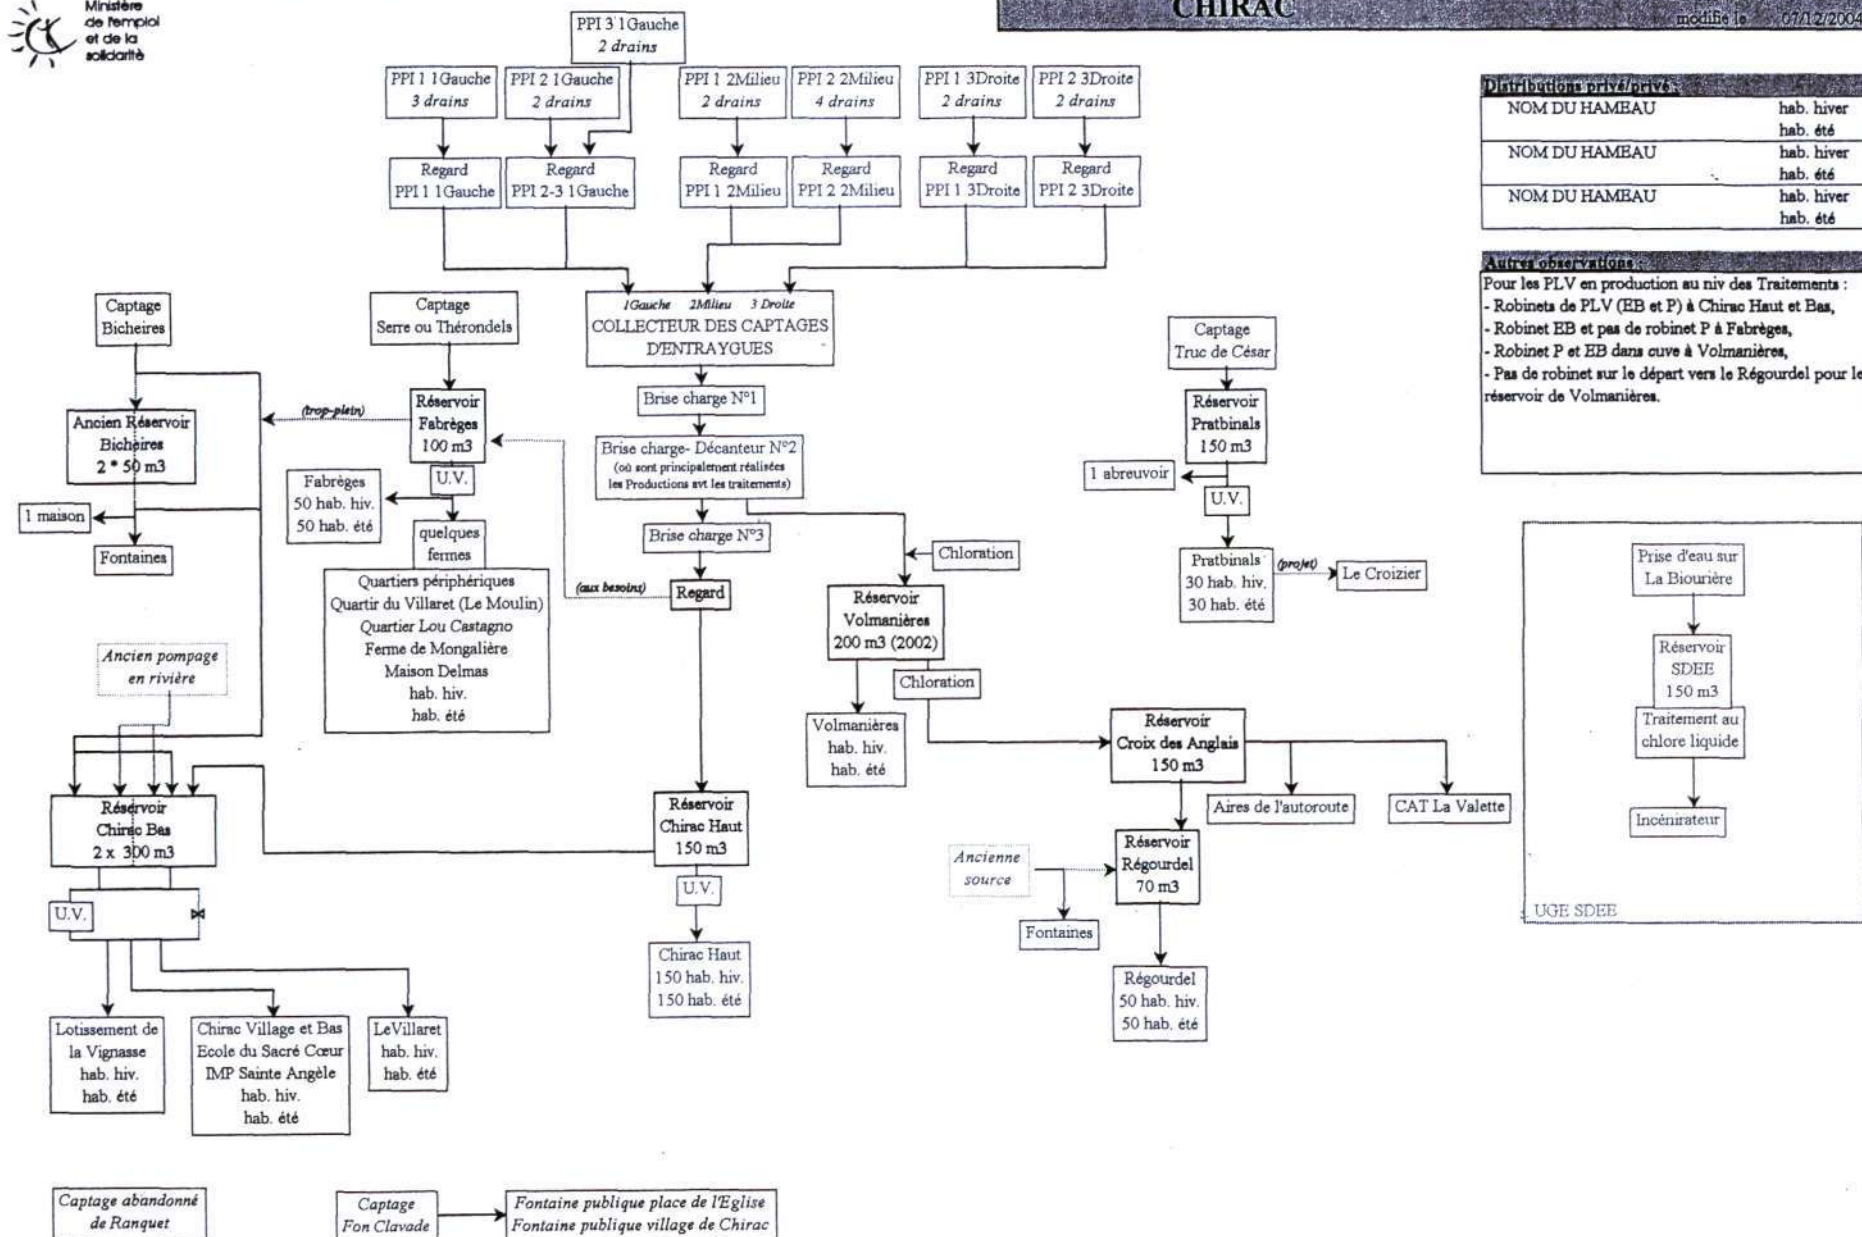 Ministère
de l'emploi
et de la
solidarité
CHIRAC
modifié le 07/12/2004
PPI 3 1Gauche
2 drains
PPI 1 1Gauche
3 drains
PPI 2 1Gauche
2 drains
PPI 1 2Milieu
2 drains
PPI 2 2Milieu
4 drains
PPI 1 3Droite
2 drains
PPI 2 3Droite
2 drains
Regard
PPI 1 1Gauche
Regard
PPI 2-3 1Gauche
Regard
PPI 1 2Milieu
Regard
PPI 2 2Milieu
Regard
PPI 1 3Droite
Regard
PPI 2 3Droite
Distributions privé/privé :
NOM DU HAMEAU hab. hiver
hab. été
NOM DU HAMEAU hab. hiver
hab. été
NOM DU HAMEAU hab. hiver
hab. été
Autres observations :
Pour les PLV en production au niv des Traitements :
- Robinets de PLV (EB et P) à Chirac Haut et Bas,
- Robinet EB et pas de robinet P à Fabrèges,
- Robinet P et EB dans cuve à Volmanières,
- Pas de robinet sur le départ vers le Régourdel pour le
réservoir de Volmanières.
Captage
Bicheires
Captage
Serre ou Thérondels
1Gauche 2Milieu 3 Droite
COLLECTEUR DES CAPTAGES
D'ENTRAYGUES
Captage
Truc de César
Ancien Réservoir
Bicheires
2 * 50 m3
(trop-plein)
Réservoir
Fabrèges
100 m3
U.V.
Brise charge N°1
Brise charge- Décanteur N°2
(où sont principalement réalisées
les Productions avt les traitements)
Réservoir
Pratbinals
150 m3
1 abreuvoir
U.V.
1 maison
Fontaines
Fabrèges
50 hab. hiv.
50 hab. été
quelques
fermes
Brise charge N°3
Chloration
Pratbinals
30 hab. hiv.
30 hab. été
(projet)
Le Croizier
Prise d'eau sur
La Biourière
Quartiers périphériques
Quartir du Villaret (Le Moulin)
Quartier Lou Castagno
Ferme de Mongalière
Maison Delmas
hab. hiv.
hab. été
(aux besoins)
Regard
Réservoir
Volmanières
200 m3 (2002)
Chloration
Réservoir
SDEE
150 m3
Traitement au
chlore liquide
Incénirateur
UGE SDEE
Ancien pompage
en rivière
Volmanières
hab. hiv.
hab. été
Réservoir
Croix des Anglais
150 m3
Aires de l'autoroute
CAT La Valette
Réservoir
Chirac Bas
2 x 300 m3
Réservoir
Chirac Haut
150 m3
Ancienne
source
Réservoir
Régourdel
70 m3
U.V.
U.V.
Fontaines
Chirac Haut
150 hab. hiv.
150 hab. été
Régourdel
50 hab. hiv.
50 hab. été
Lotissement de
la Vignasse
hab. hiv.
hab. été
Chirac Village et Bas
Ecole du Sacré Cœur
IMP Sainte Angèle
hab. hiv.
hab. été
LeVillaret
hab. hiv.
hab. été
Captage abandonné
de Ranquet
Captage
Fon Clavade
Fontaine publique place de l'Eglise
Fontaine publique village de Chirac